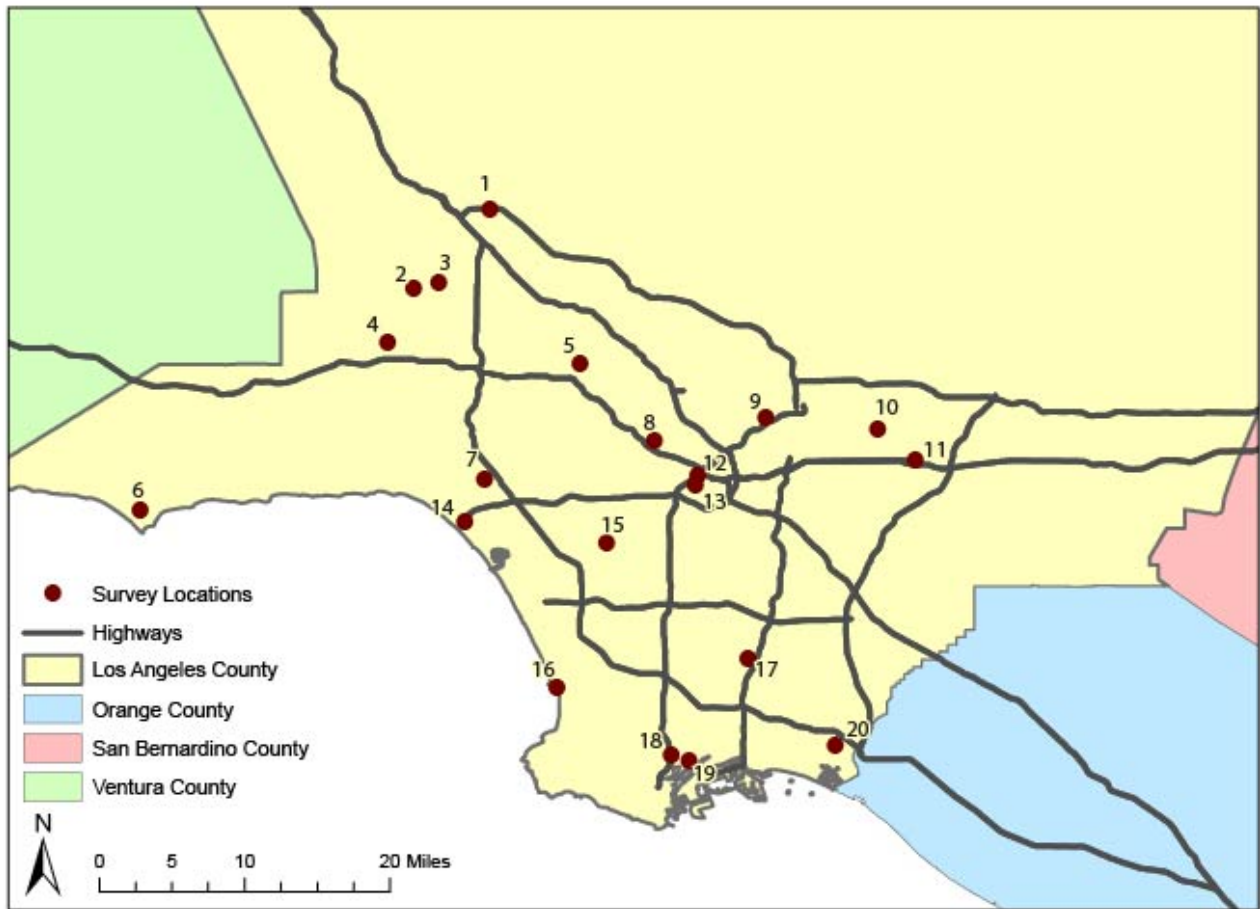 1
2
3
4
5
6
7
8
9
10
11
12
13
14
15
16
17
18
19
20
Survey Locations
Highways
Los Angeles County
Orange County
San Bernardino County
Ventura County
N
0 5 10 20 Miles